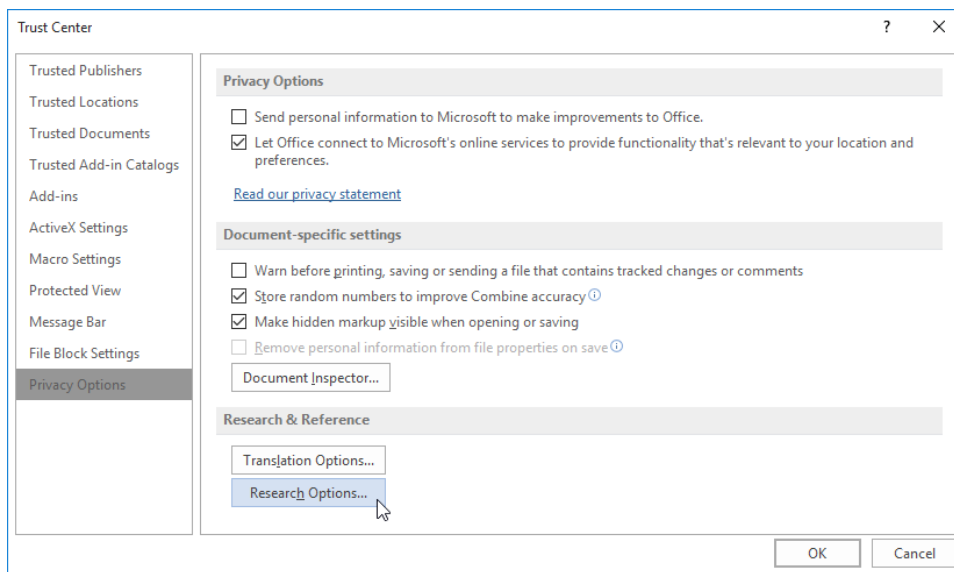 Trust Center
?
Trusted Publishers
Trusted Locations
Trusted Documents
Trusted Add-in Catalogs
Add-ins
ActiveX Settings
Macro Settings
Protected View
Message Bar
File Block Settings
Privacy Options
Privacy Options
Send personal information to Microsoft to make improvements to Office.
Let Office connect to Microsoft's online services to provide functionality that's relevant to your location and
preferences.
Read our privacy statement
Document-specific settings
Warn before printing, saving or sending a file that contains tracked changes or comments
Store random numbers to improve Combine accuracy
Make hidden markup visible when opening or saving
Remove personal information from file properties on save
Document Inspector...
Research & Reference
Translation Options...
Research Options...
OK
Cancel